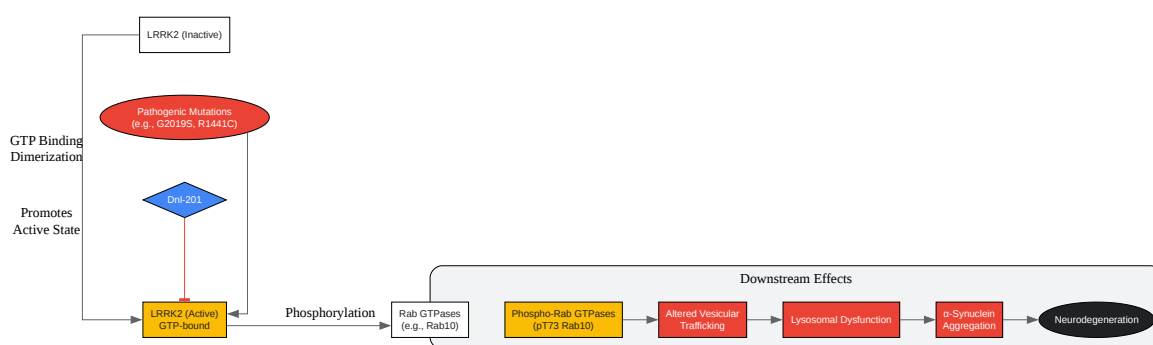 LRRK2 (Inactive)
Pathogenic Mutations
(e.g., G2019S, R1441C)
GTP Binding
Dimerization
Dnl-201
Promotes
Active State
Downstream Effects
LRRK2 (Active)
GTP-bound
Phosphorylation
Rab GTPases
(e.g., Rab10)
Phospho-Rab GTPases
(pT73 Rab10)
Altered Vesicular
Trafficking
Lysosomal Dysfunction
α-Synuclein
Aggregation
Neurodegeneration